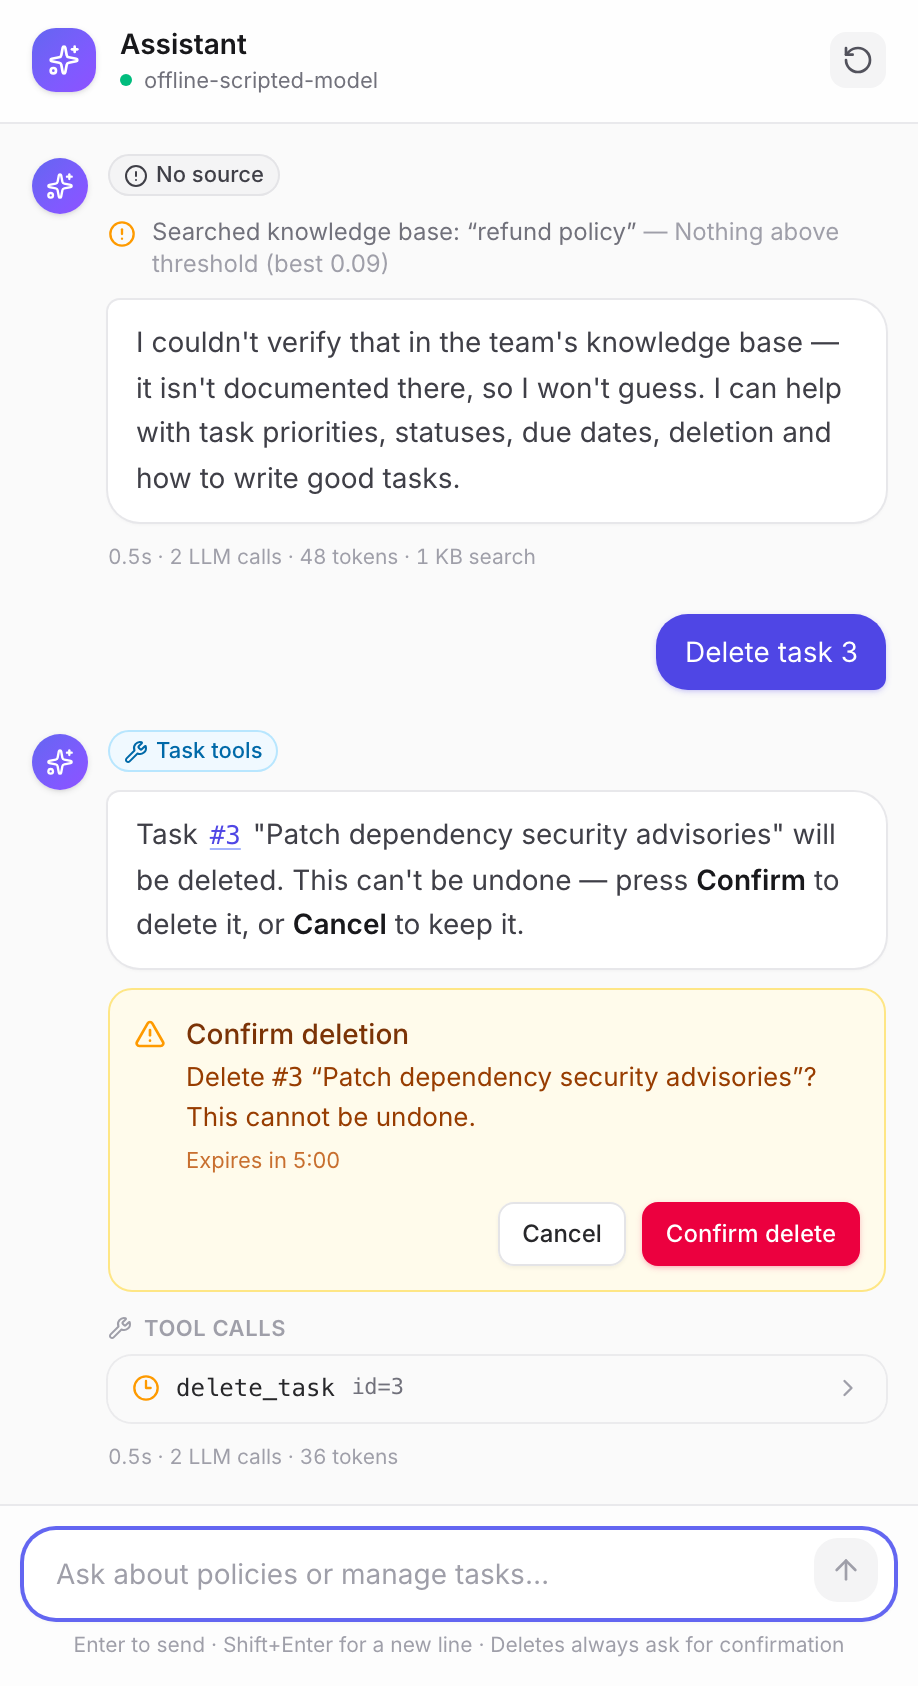 Assistant
offline-scripted-model
No source
Searched knowledge base: “refund policy” — Nothing above
threshold (best 0.09)
I couldn't verify that in the team's knowledge base —
it isn't documented there, so I won't guess. I can help
with task priorities, statuses, due dates, deletion and
how to write good tasks.
0.5s · 2 LLM calls · 48 tokens · 1 KB search
Delete task 3
Task tools
Task #3 "Patch dependency security advisories" will
be deleted. This can't be undone — press Confirm to
delete it, or Cancel to keep it.
Confirm deletion
Delete #3 “Patch dependency security advisories”?
This cannot be undone.
Expires in 5:00
Cancel
Confirm delete
TOOL CALLS
delete_task id=3
0.5s · 2 LLM calls · 36 tokens
Ask about policies or manage tasks...
Enter to send · Shift+Enter for a new line · Deletes always ask for confirmation